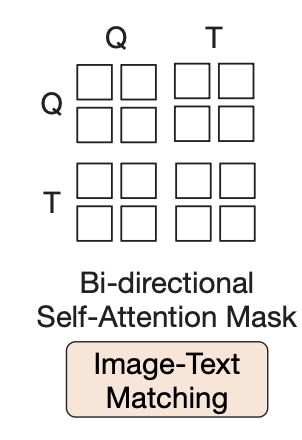 Q T
Q
T
Bi-directional
Self-Attention Mask
Image-Text
Matching